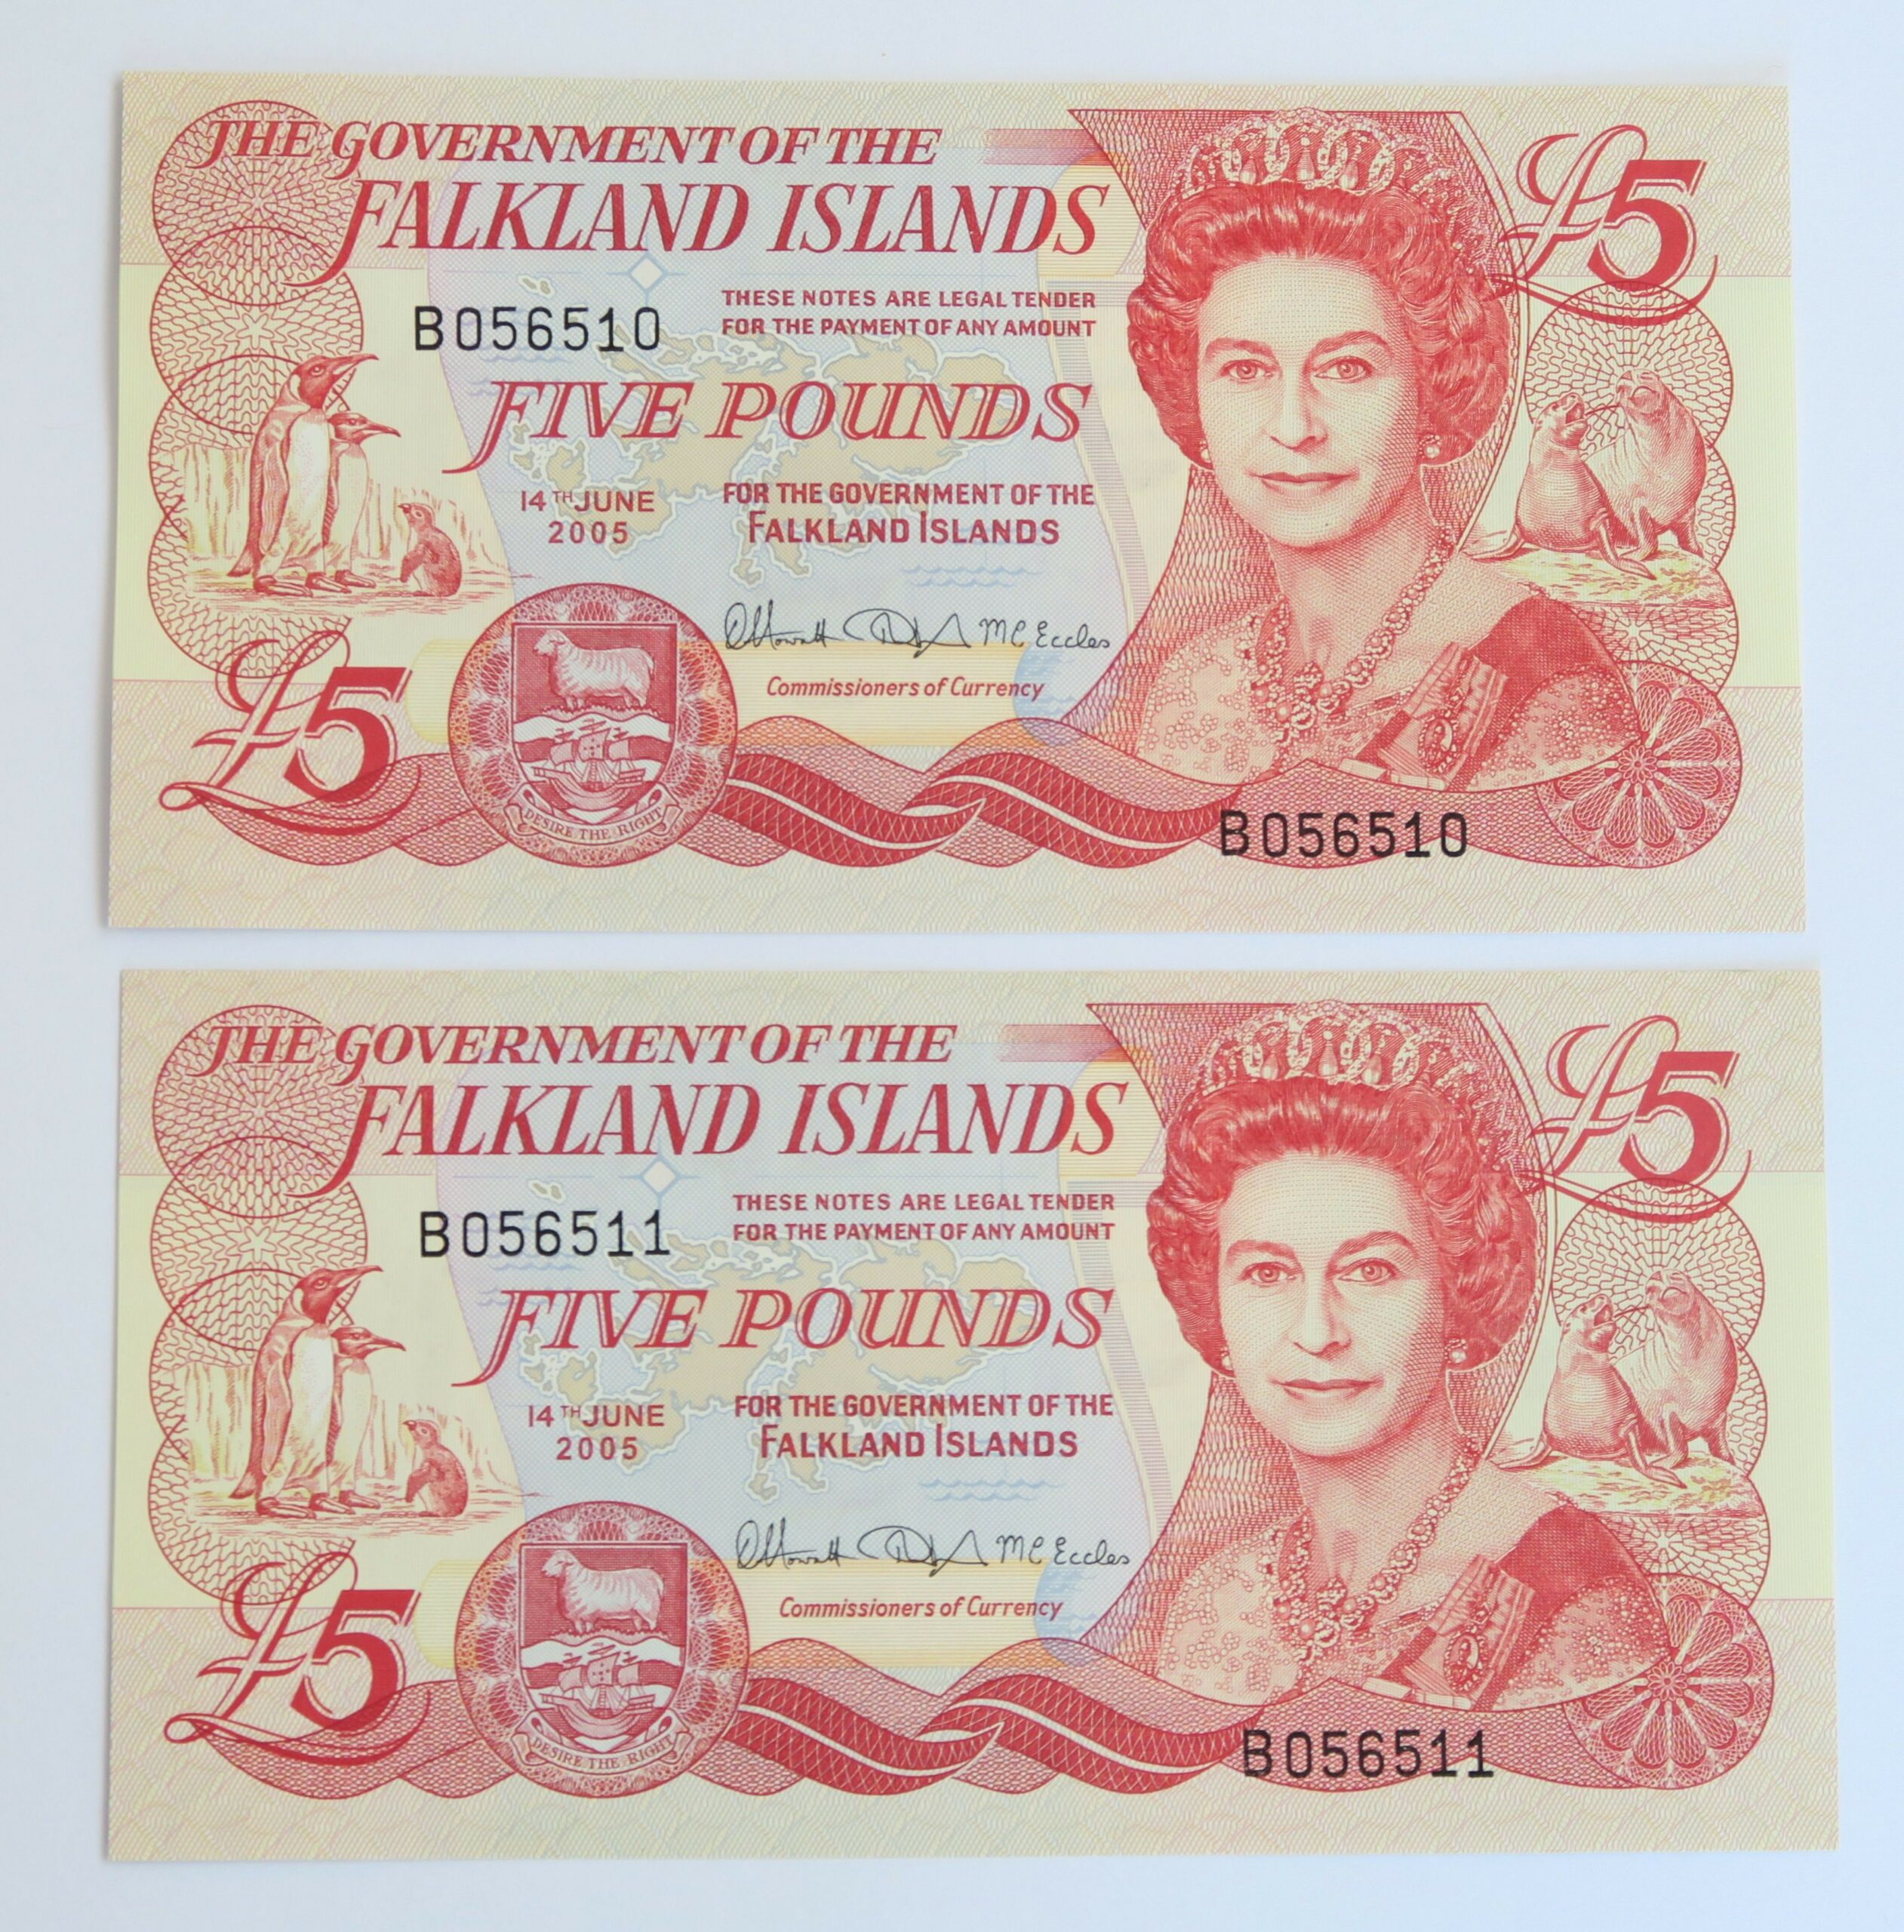 THE GOVERNMENT OF THE
FALKLAND ISLANDS
£5
B056510
THESE NOTES ARE LEGAL TENDER
FOR THE PAYMENT OF ANY AMOUNT
FIVE POUNDS
14TH JUNE
2005
FOR THE GOVERNMENT OF THE
FALKLAND ISLANDS
MC Eccles
Commissioners of Currency
£5
DESIRE THE RIGHT
B056510
THE GOVERNMENT OF THE
FALKLAND ISLANDS
£5
B056511
THESE NOTES ARE LEGAL TENDER
FOR THE PAYMENT OF ANY AMOUNT
FIVE POUNDS
14TH JUNE
2005
FOR THE GOVERNMENT OF THE
FALKLAND ISLANDS
MC Eccles
Commissioners of Currency
£5
DESIRE THE RIGHT
B056511